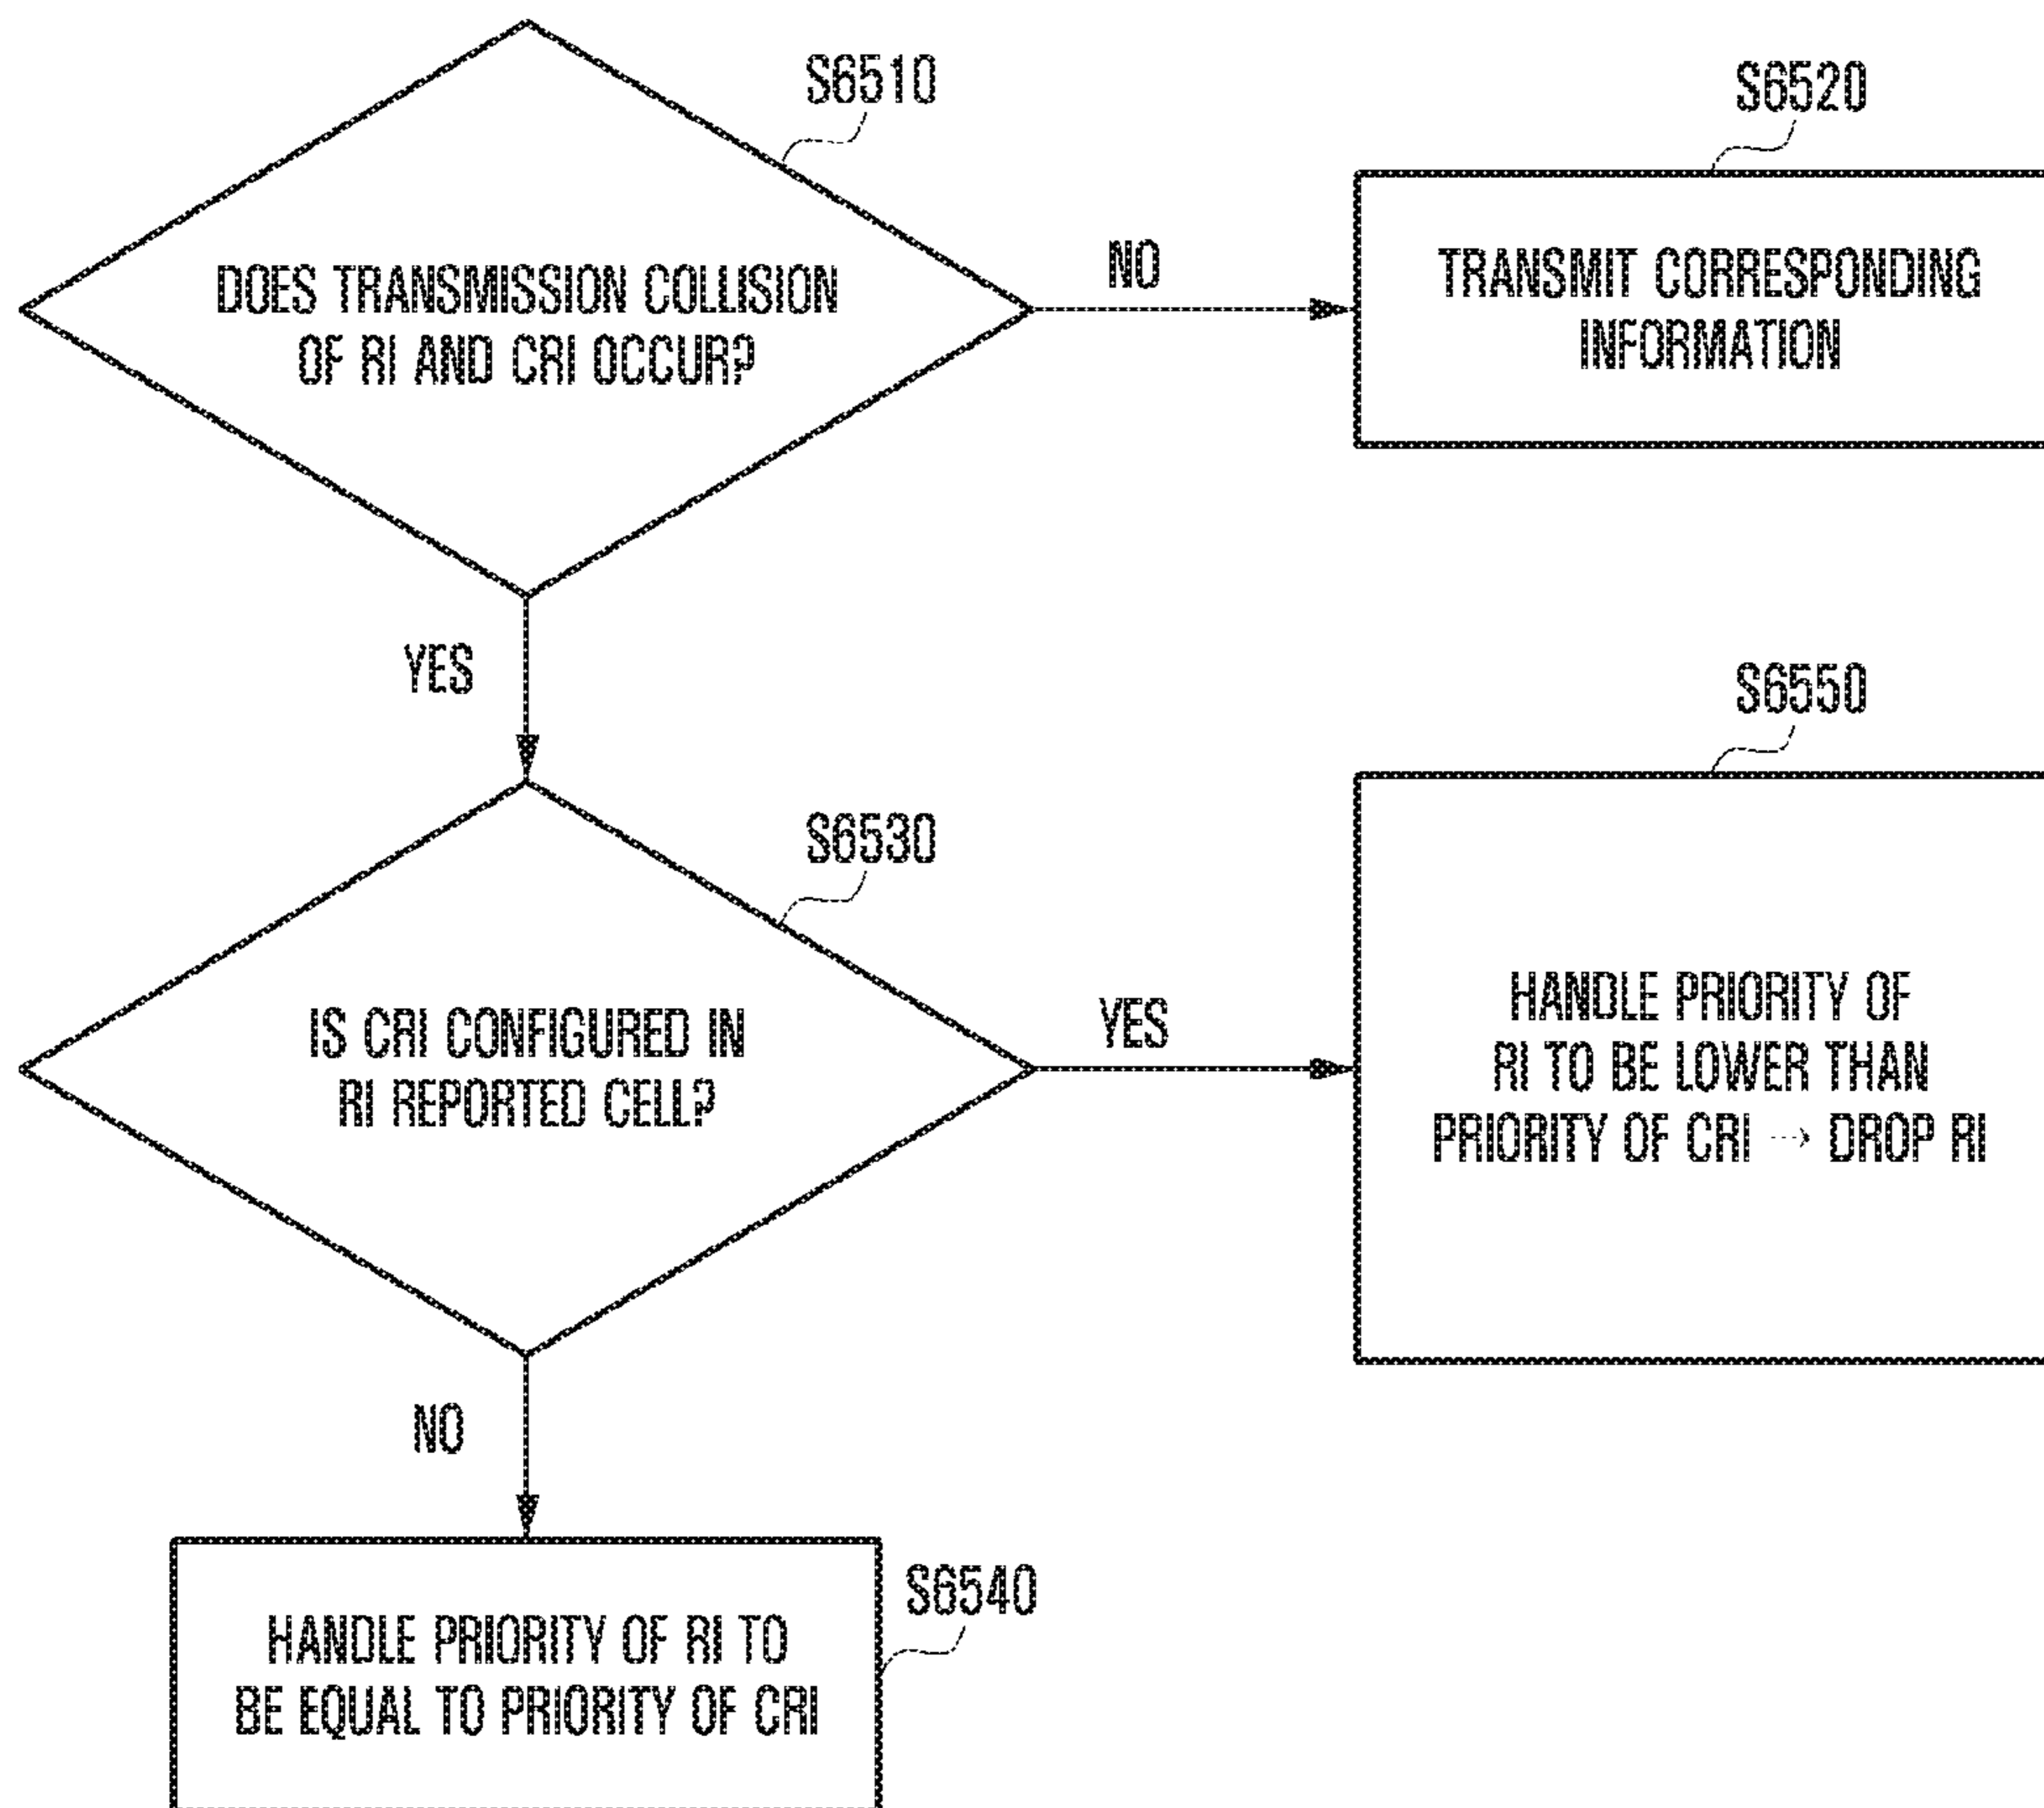 S6510
DOES TRANSMISSION COLLISION
OF RI AND CRI OCCUR?
NO
S6520
TRANSMIT CORRESPONDING
INFORMATION
YES
S6530
IS CRI CONFIGURED IN
RI REPORTED CELL?
YES
S6550
HANDLE PRIORITY OF
RI TO BE LOWER THAN
PRIORITY OF CRI → DROP RI
NO
S6540
HANDLE PRIORITY OF RI TO
BE EQUAL TO PRIORITY OF CRI